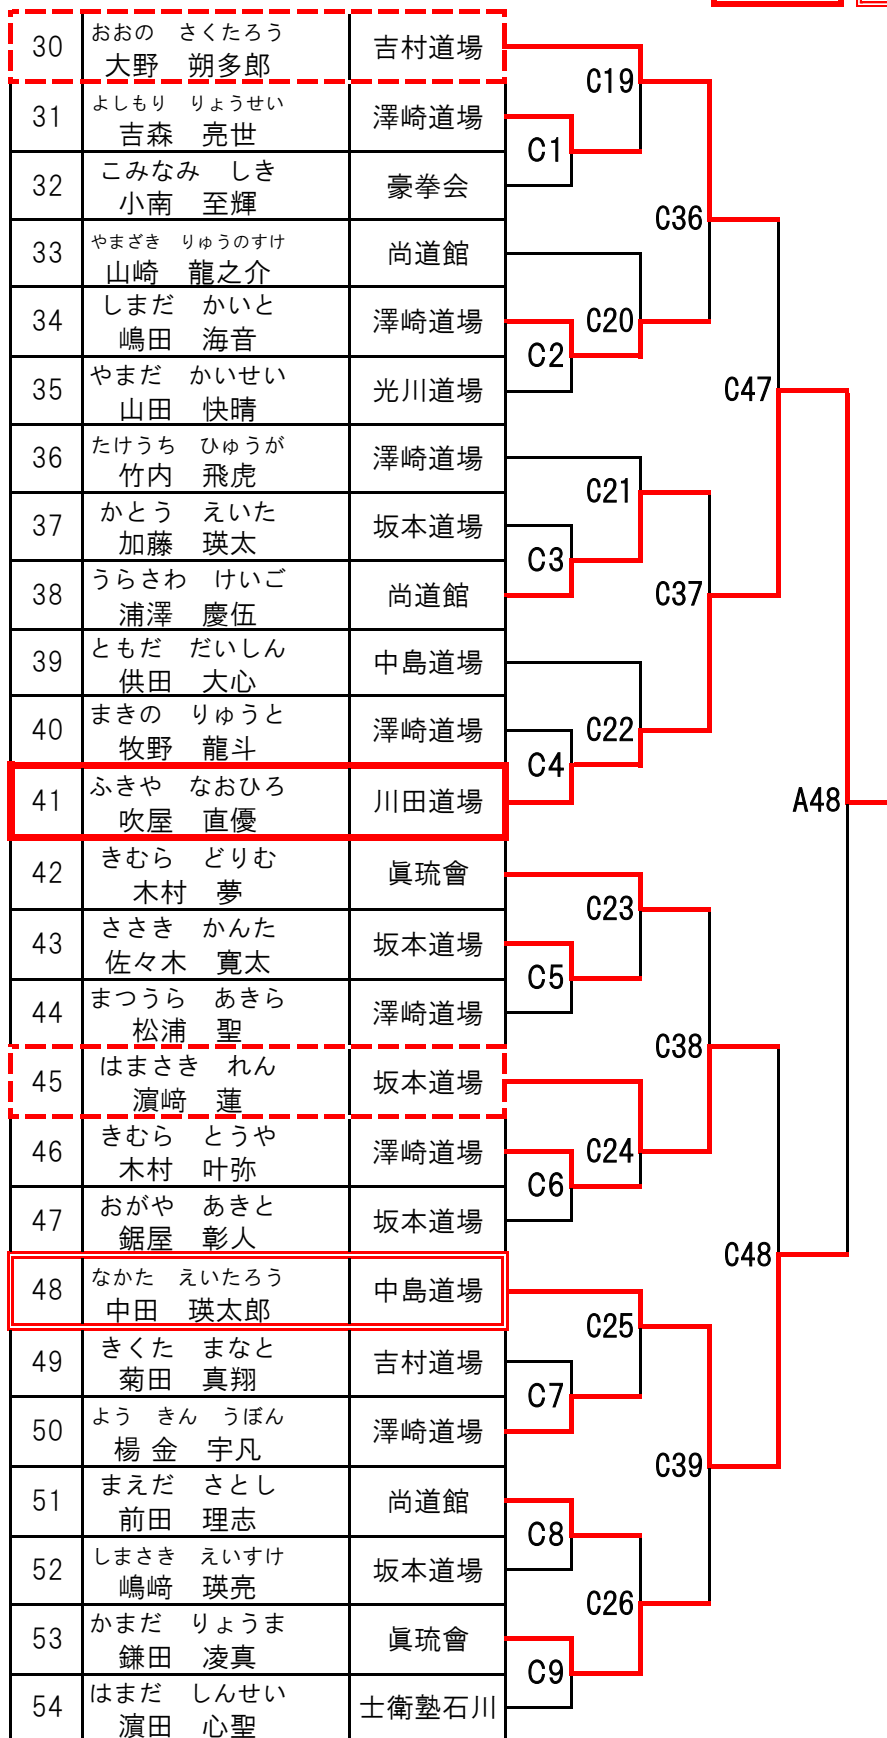 おおの　さくたろう
30 大野　朔多郎 吉村道場
よしもり　りょうせい
31 吉森　亮世 澤崎道場
こみなみ　しき
32 小南　至輝 豪拳会
やまざき　りゅうのすけ
33 山崎　龍之介 尚道館
しまだ　かいと
34 嶋田　海音 澤崎道場
やまだ　かいせい
35 山田　快晴 光川道場
たけうち　ひゅうが
36 竹内　飛虎 澤崎道場
かとう　えいた
37 加藤　瑛太 坂本道場
うらさわ　けいご
38 浦澤　慶伍 尚道館
ともだ　だいしん
39 供田　大心 中島道場
まきの　りゅうと
40 牧野　龍斗 澤崎道場
ふきや　なおひろ
41 吹屋　直優 川田道場
きむら　どりむ
42 木村　夢 眞琉會
ささき　かんた
43 佐々木　寛太 坂本道場
まつうら　あきら
44 松浦　聖 澤崎道場
はまさき　れん
45 濵﨑　蓮 坂本道場
きむら　とうや
46 木村　叶弥 澤崎道場
おがや　あきと
47 鋸屋　彰人 坂本道場
なかた　えいたろう
48 中田　瑛太郎 中島道場
きくた　まなと
49 菊田　真翔 吉村道場
よう　きん　うぼん
50 楊 金　宇凡 澤崎道場
まえだ　さとし
51 前田　理志 尚道館
しまさき　えいすけ
52 嶋﨑　瑛亮 坂本道場
かまだ　りょうま
53 鎌田　凌真 眞琉會
はまだ　しんせい
54 濵田　心聖 士衛塾石川
C1
C2
C3
C4
C5
C6
C7
C8
C9
C19
C20
C21
C22
C23
C24
C25
C26
C36
C37
C38
C39
C47
C48
A48